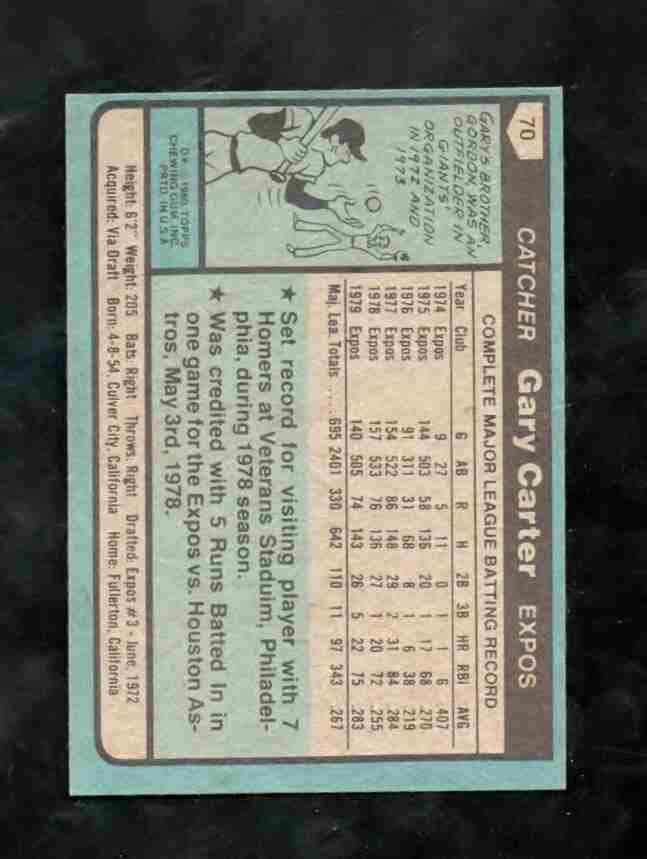 70
CATCHER Gary Carter EXPOS
GARY'S BROTHER,
GORDON, WAS AN
OUTFIELDER IN
GIANTS'
ORGANIZATION
IN 1972 AND
1973
D★ © 1980 TOPPS
CHEWING GUM, INC.
PRTD. IN U.S.A.
COMPLETE MAJOR LEAGUE BATTING RECORD
Year Club G AB R H 2B 3B HR RBI AVG
1974 Expos 9 27 5 11 0 1 1 6 .407
1975 Expos 144 503 58 136 20 1 17 68 .270
1976 Expos 91 311 31 68 8 1 6 38 .219
1977 Expos 154 522 86 148 29 2 31 84 .284
1978 Expos 157 533 76 136 27 1 20 72 .255
1979 Expos 140 505 74 143 26 5 22 75 .283
Maj. Lea. Totals ..... 695 2401 330 642 110 11 97 343 .267
★ Set record for visiting player with 7
Homers at Veterans Staduim, Philadel-
phia, during 1978 season.
★ Was credited with 5 Runs Batted In in
one game for the Expos vs. Houston As-
tros, May 3rd, 1978.
Height: 6'2" Weight: 205 Bats: Right Throws: Right Drafted: Expos #3 - June, 1972
Acquired: Via Draft Born: 4-8-54, Culver City, California Home: Fullerton, California